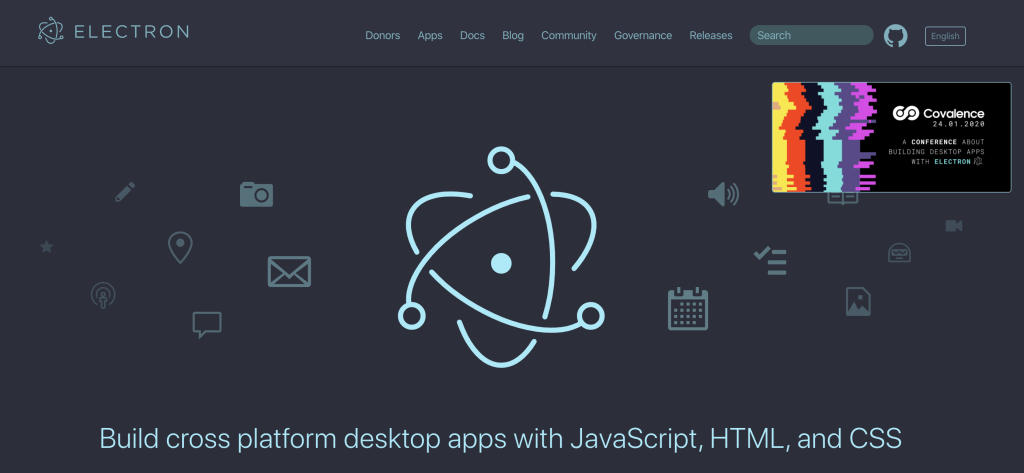 ELECTRON
Donors Apps Docs Blog Community Governance Releases Search English
Covalence
24.01.2020
A CONFERENCE ABOUT
BUILDING DESKTOP APPS
WITH ELECTRON
Build cross platform desktop apps with JavaScript, HTML, and CSS